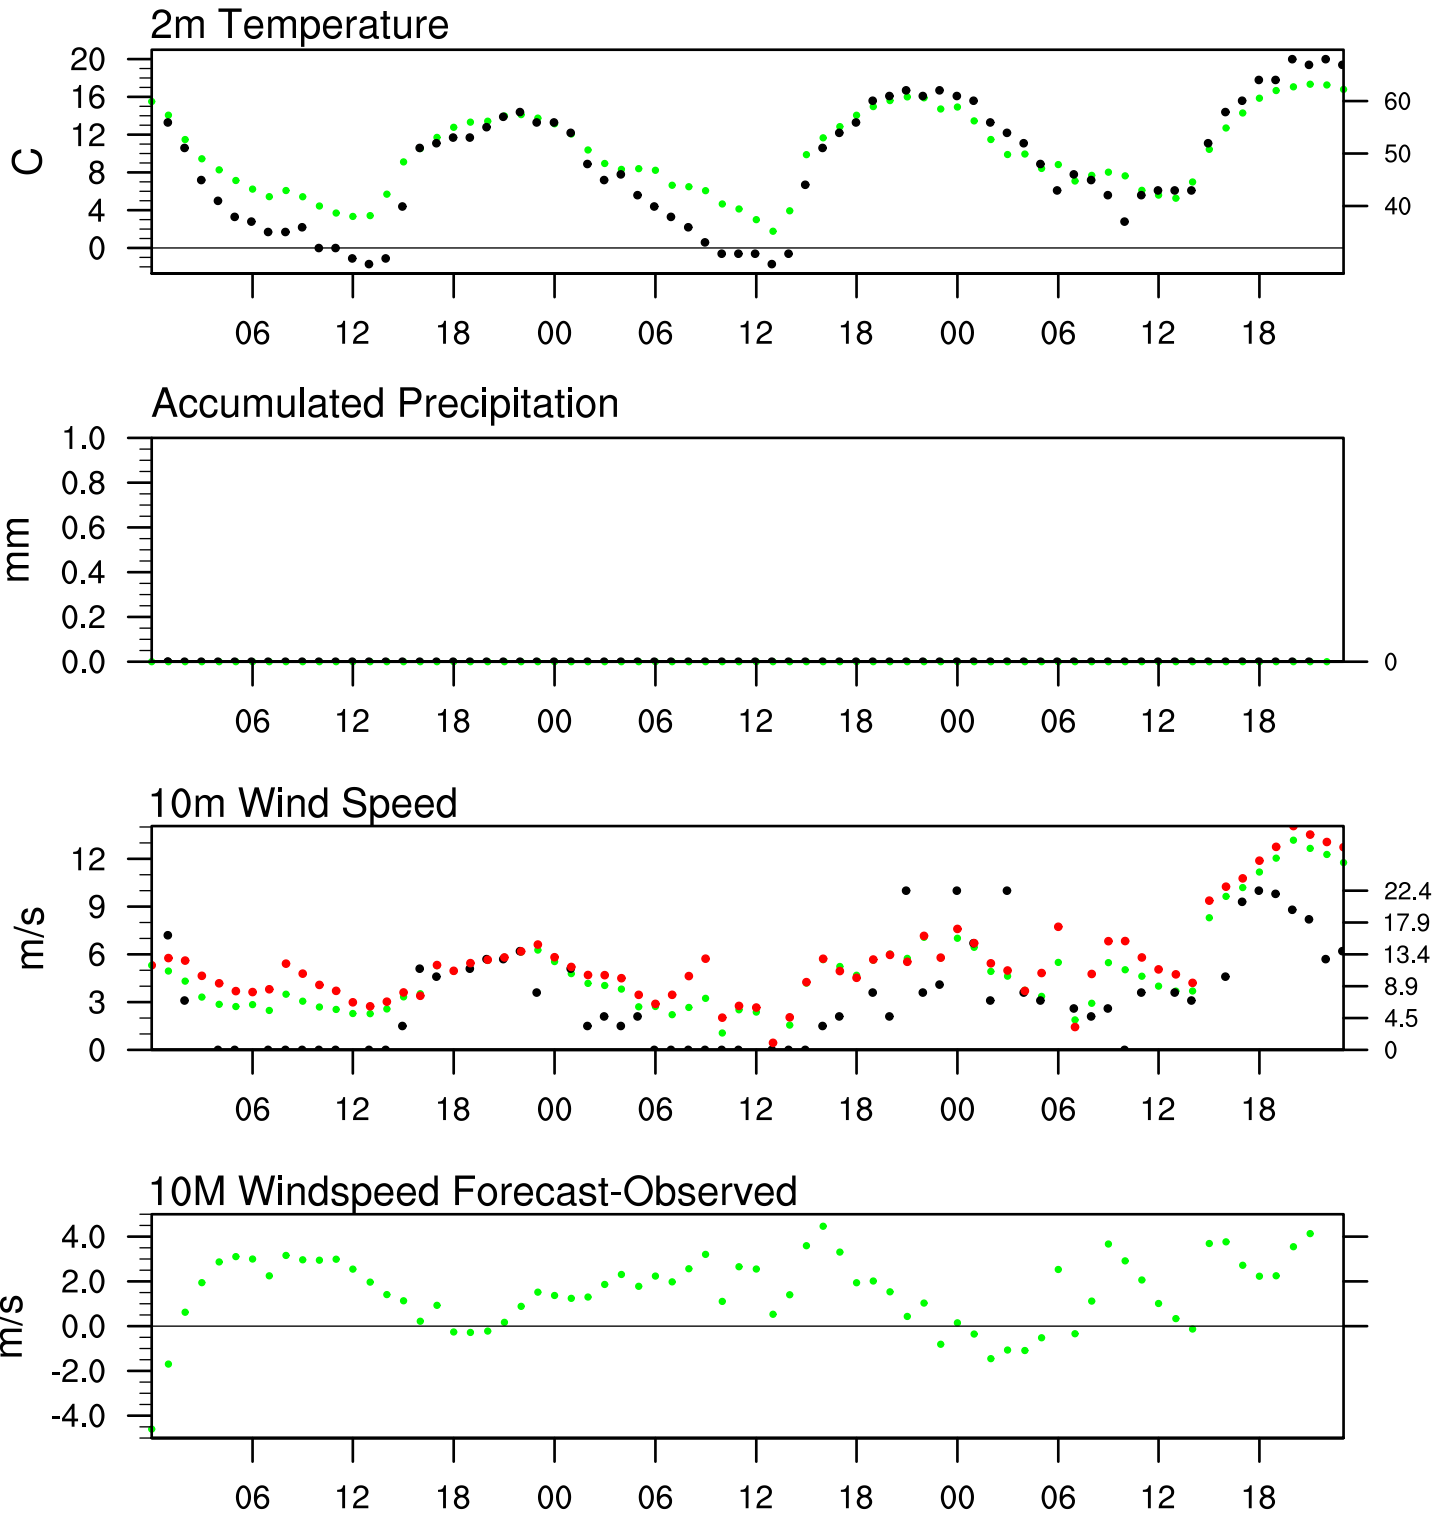 2m Temperature
20
16
12
8
4
0
C
60
50
40
06 12 18 00 06 12 18 00 06 12 18
Accumulated Precipitation
1.0
0.8
0.6
0.4
0.2
0.0
mm
0
06 12 18 00 06 12 18 00 06 12 18
10m Wind Speed
12
9
6
3
0
m/s
22.4
17.9
13.4
8.9
4.5
0
06 12 18 00 06 12 18 00 06 12 18
10M Windspeed Forecast-Observed
4.0
2.0
0.0
-2.0
-4.0
m/s
06 12 18 00 06 12 18 00 06 12 18